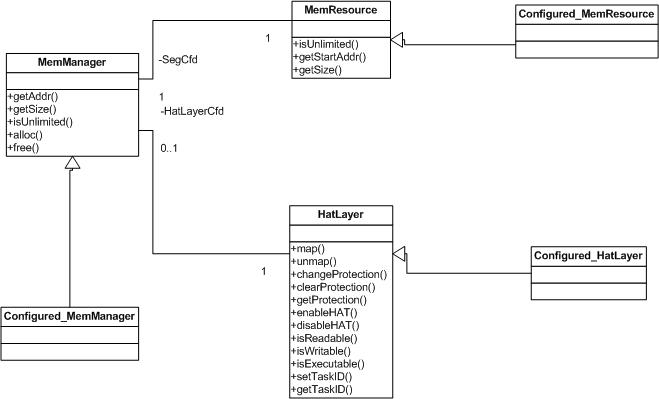 MemResource
+isUnlimited()
+getStartAddr()
+getSize()
Configured_MemResource
1
MemManager
+getAddr()
+getSize()
+isUnlimited()
+alloc()
+free()
-SegCfd
1
-HatLayerCfd
0..1
HatLayer
+map()
+unmap()
+changeProtection()
+clearProtection()
+getProtection()
+enableHAT()
+disableHAT()
+isReadable()
+isWritable()
+isExecutable()
+setTaskID()
+getTaskID()
1
Configured_HatLayer
Configured_MemManager